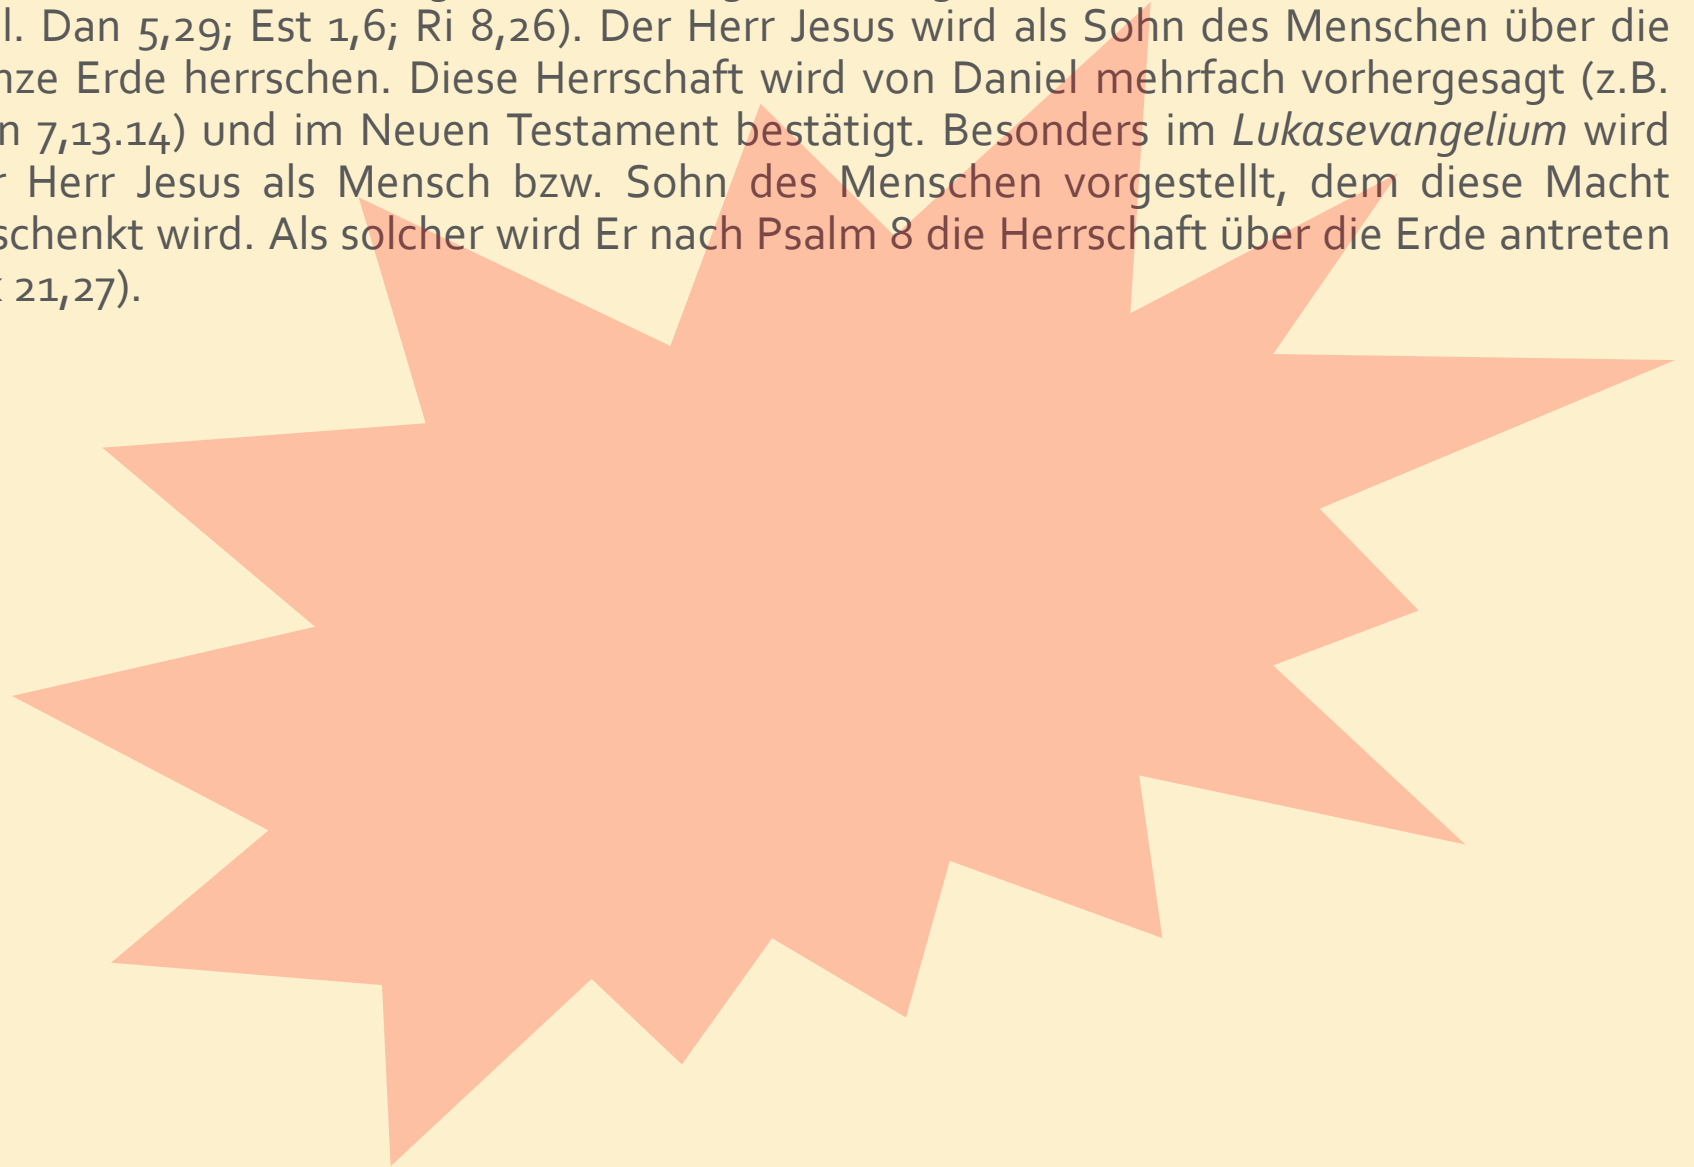 l. Dan 5,29; Est 1,6; Ri 8,26). Der Herr Jesus wird als Sohn des Menschen über die
nze Erde herrschen. Diese Herrschaft wird von Daniel mehrfach vorhergesagt (z.B.
n 7,13.14) und im Neuen Testament bestätigt. Besonders im Lukasevangelium wird
r Herr Jesus als Mensch bzw. Sohn des Menschen vorgestellt, dem diese Macht
schenkt wird. Als solcher wird Er nach Psalm 8 die Herrschaft über die Erde antreten
21,27).